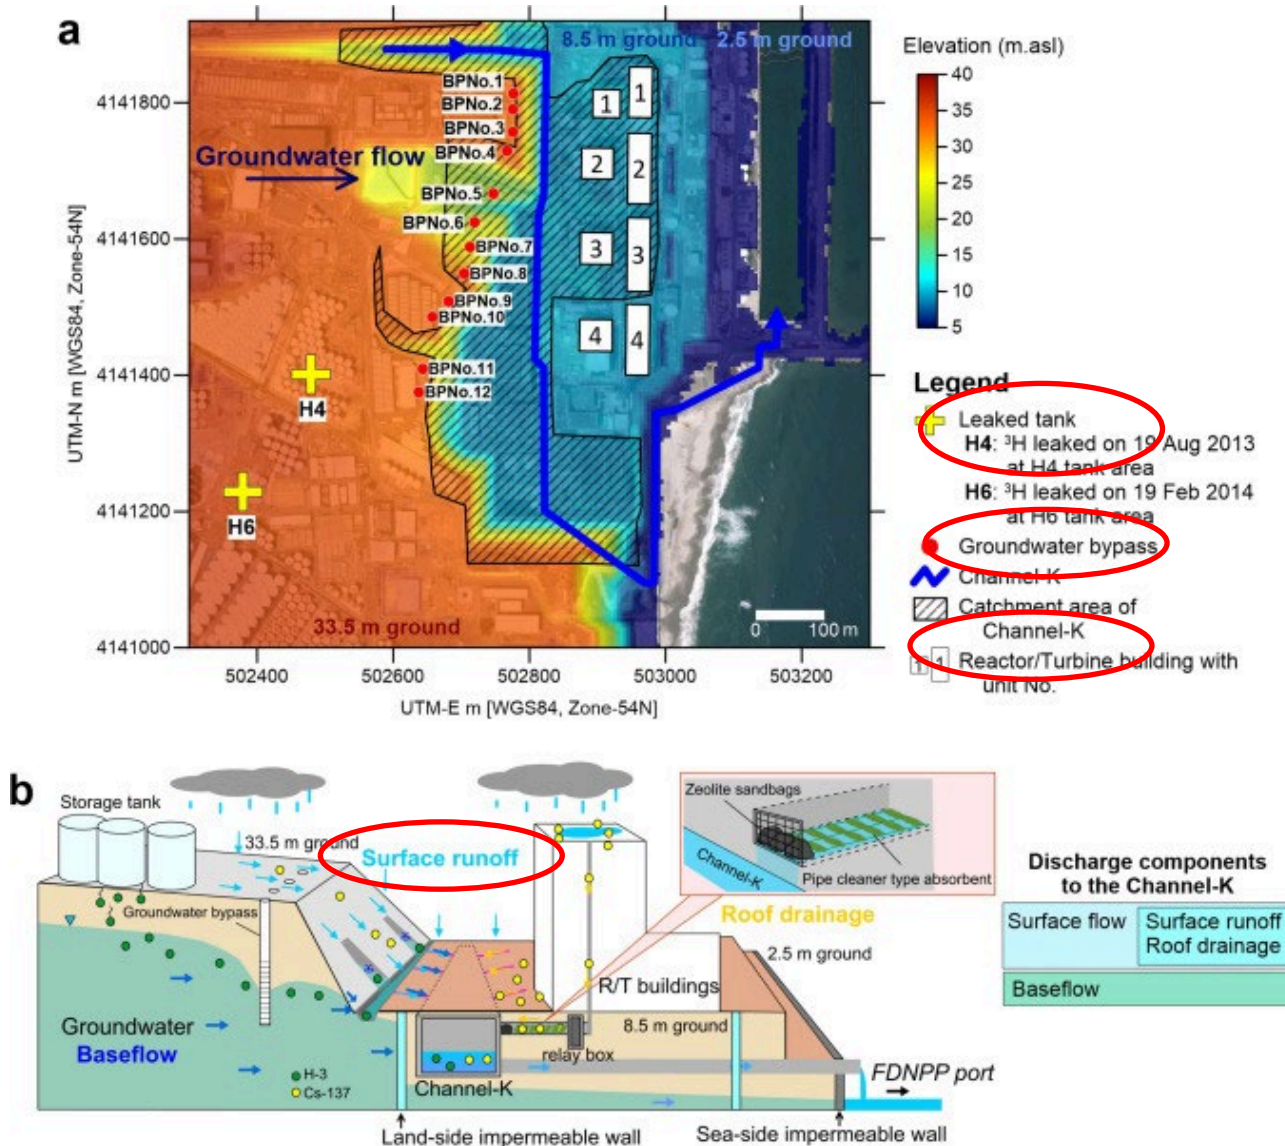 a
8.5 m ground
2.5 m ground
Elevation (m.asl)
40
35
30
25
20
15
10
5
4141800
4141600
4141400
4141200
4141000
UTM-N m [WGS84, Zone-54N]
BPNo.1
BPNo.2
BPNo.3
BPNo.4
BPNo.5
BPNo.6
BPNo.7
BPNo.8
BPNo.9
BPNo.10
BPNo.11
BPNo.12
Groundwater flow
1
1
2
2
3
3
4
4
H4
H6
33.5 m ground
0 100 m
502400 502600 502800 503000 503200
UTM-E m [WGS84, Zone-54N]
Legend
Leaked tank
H4: ³H leaked on 19 Aug 2013
at H4 tank area
H6: ³H leaked on 19 Feb 2014
at H6 tank area
Groundwater bypass
Channel-K
Catchment area of
Channel-K
1 1 Reactor/Turbine building with
unit No.
b
Storage tank
33.5 m ground
Surface runoff
Groundwater bypass
Zeolite sandbags
Channel-K
Pipe cleaner type absorbent
Roof drainage
2.5 m ground
R/T buildings
8.5 m ground
relay box
Groundwater
Baseflow
H-3
Cs-137
Channel-K
FDNPP port
Land-side impermeable wall
Sea-side impermeable wall
Discharge components
to the Channel-K
Surface flow
Surface runoff
Roof drainage
Baseflow